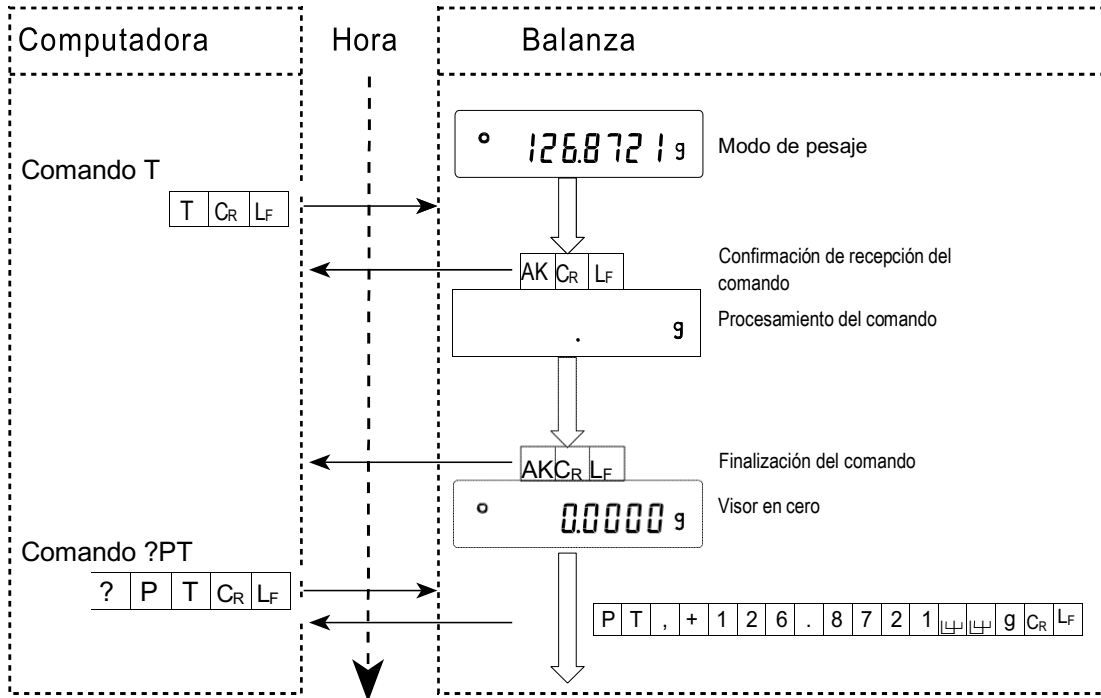 Computadora
Hora
Balanza
126.8721 g
Modo de pesaje
Comando T
T CR LF
AK CR LF
Confirmación de recepción del
comando
. g
Procesamiento del comando
AK CR LF
Finalización del comando
0.0000 g
Visor en cero
Comando ?PT
? P T CR LF
P T , + 1 2 6 . 8 7 2 1 ␣ ␣ g CR LF